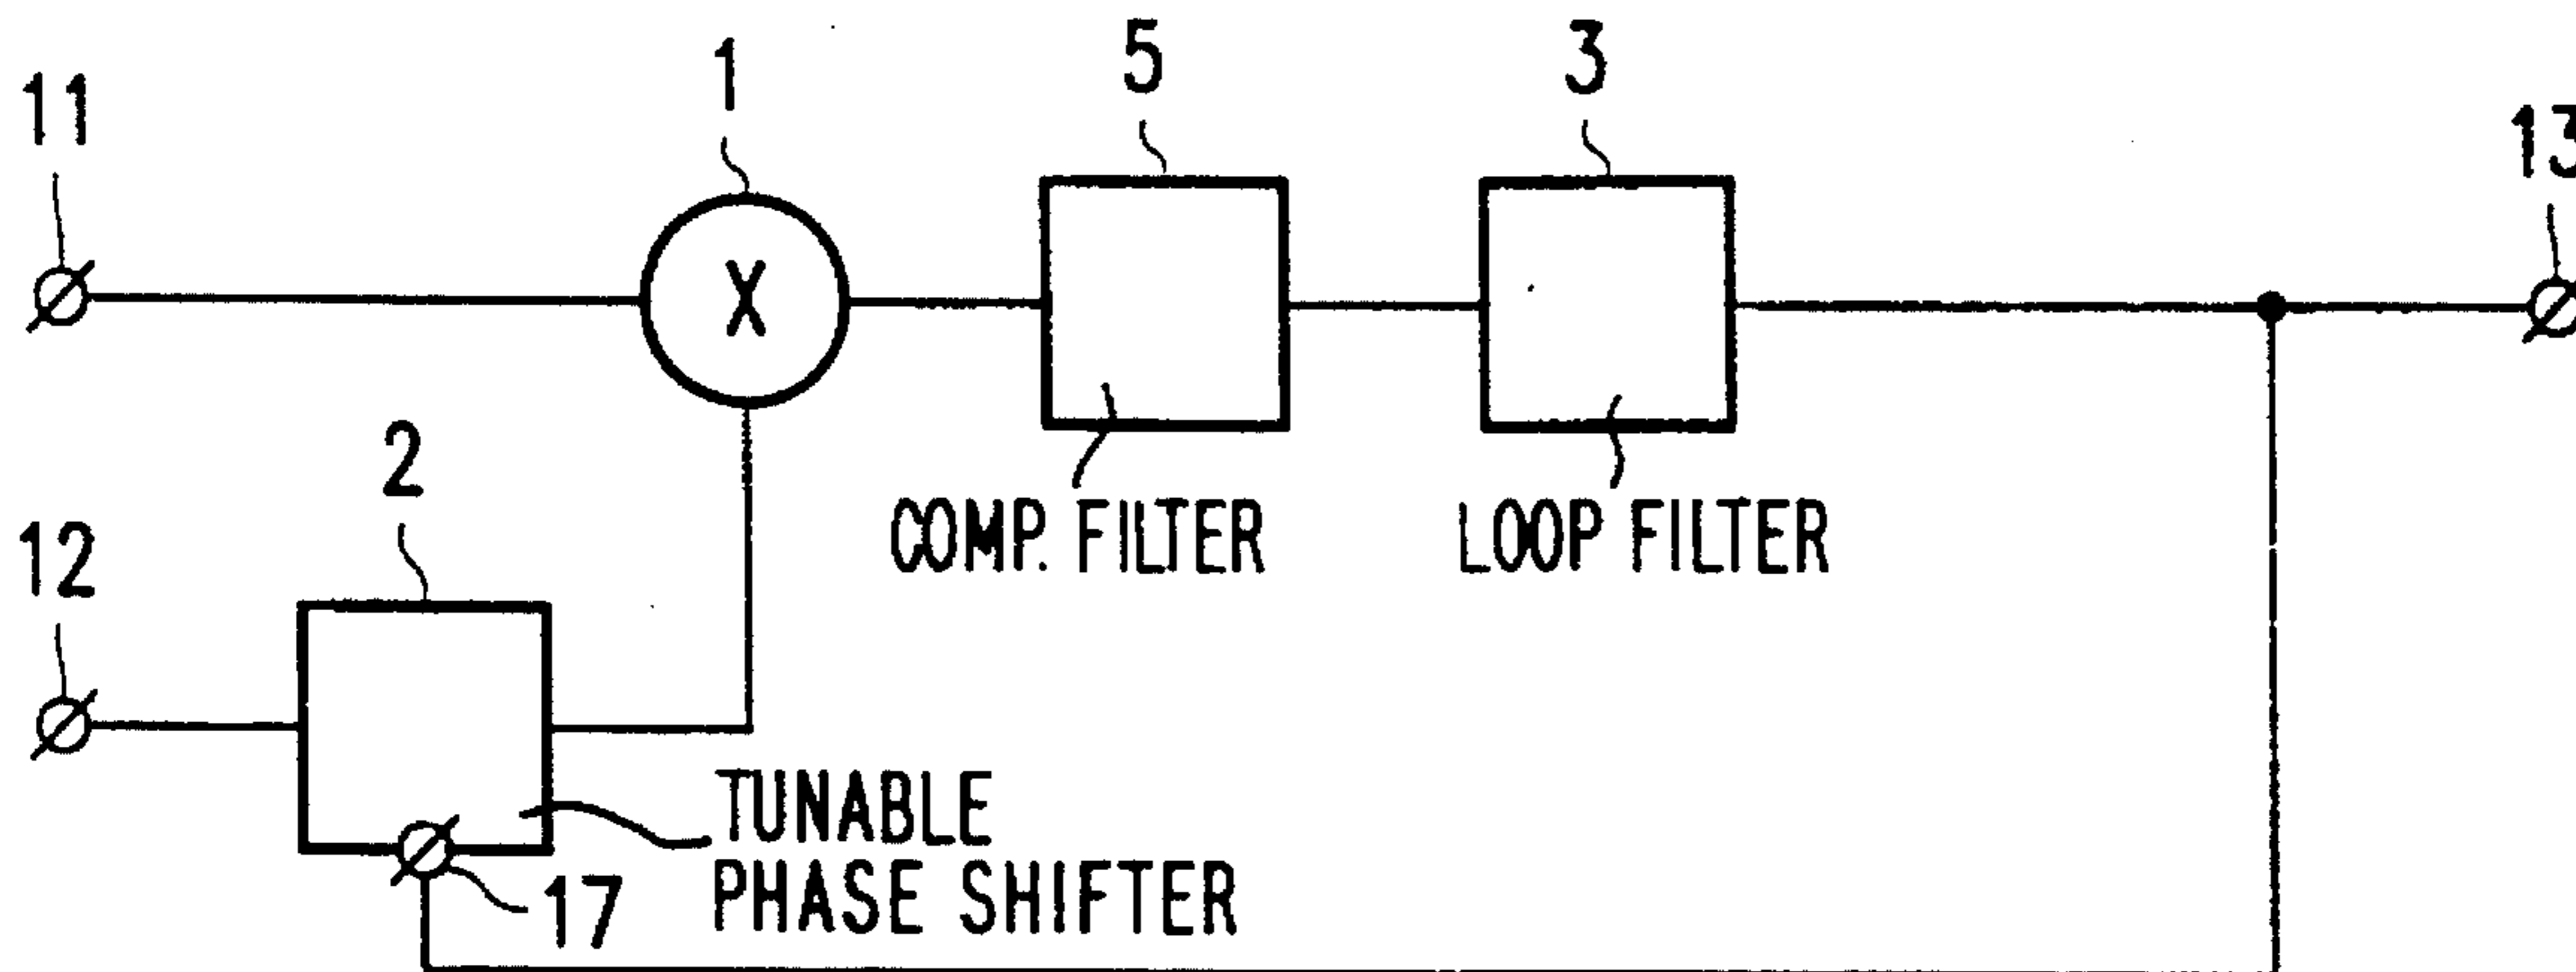 11
1
5
3
13
X
12
2
COMP. FILTER
LOOP FILTER
TUNABLE
PHASE SHIFTER
17